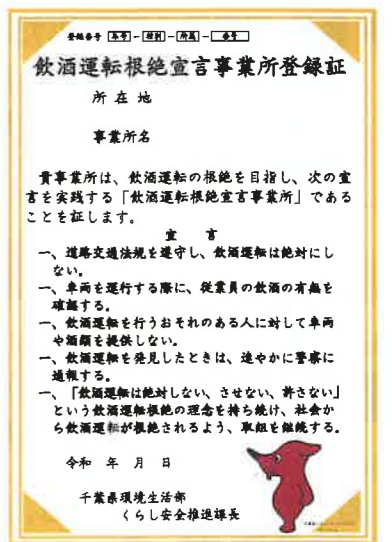 登録番号 年号-種別-所属-番号
飲酒運転根絶宣言事業所登録証
所在地
事業所名
貴事業所は、飲酒運転の根絶を目指し、次の宣
言を実践する「飲酒運転根絶宣言事業所」である
ことを証します。
宣 言
一、道路交通法規を遵守し、飲酒運転は絶対にし
ない。
一、車両を運行する際に、従業員の飲酒の有無を
確認する。
一、飲酒運転を行うおそれのある人に対して車両
や酒類を提供しない。
一、飲酒運転を発見したときは、速やかに警察に
通報する。
一、「飲酒運転は絶対しない、させない、許さない」
という飲酒運転根絶の理念を持ち続け、社会か
ら飲酒運転が根絶されるよう、取組を継続する。
令和 年 月 日
千葉県環境生活部
くらし安全推進課長